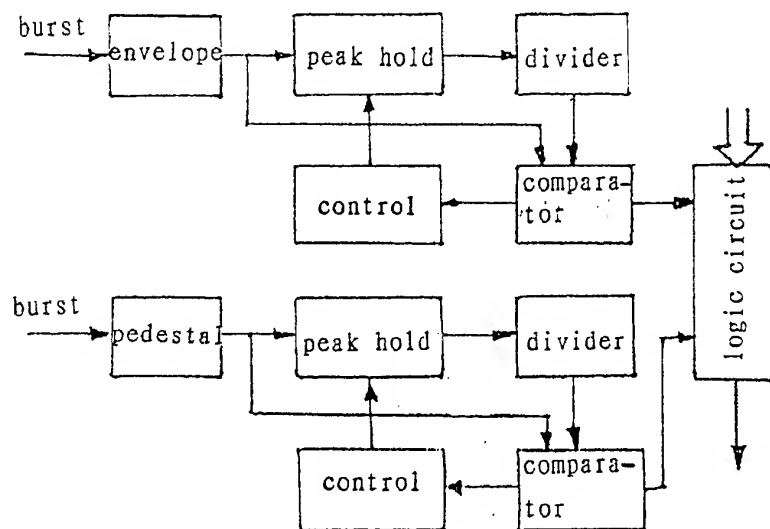 burst
envelope
peak hold
divider
control
compara-
tor
logic circuit
burst
pedestal
peak hold
divider
control
compara-
tor